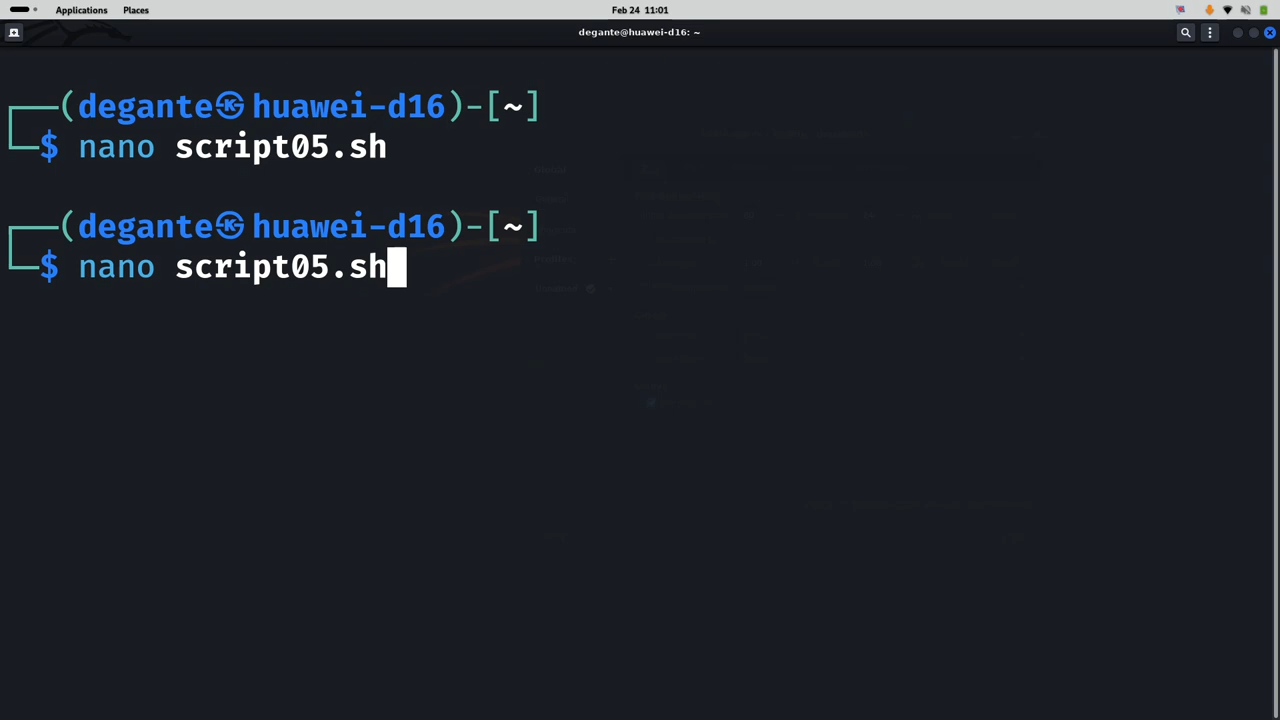 Applications Places Feb 24 11:01
degante@huawei-d16: ~
┌──(degante㉿huawei-d16)-[~]
└─$ nano script05.sh
┌──(degante㉿huawei-d16)-[~]
└─$ nano script05.sh